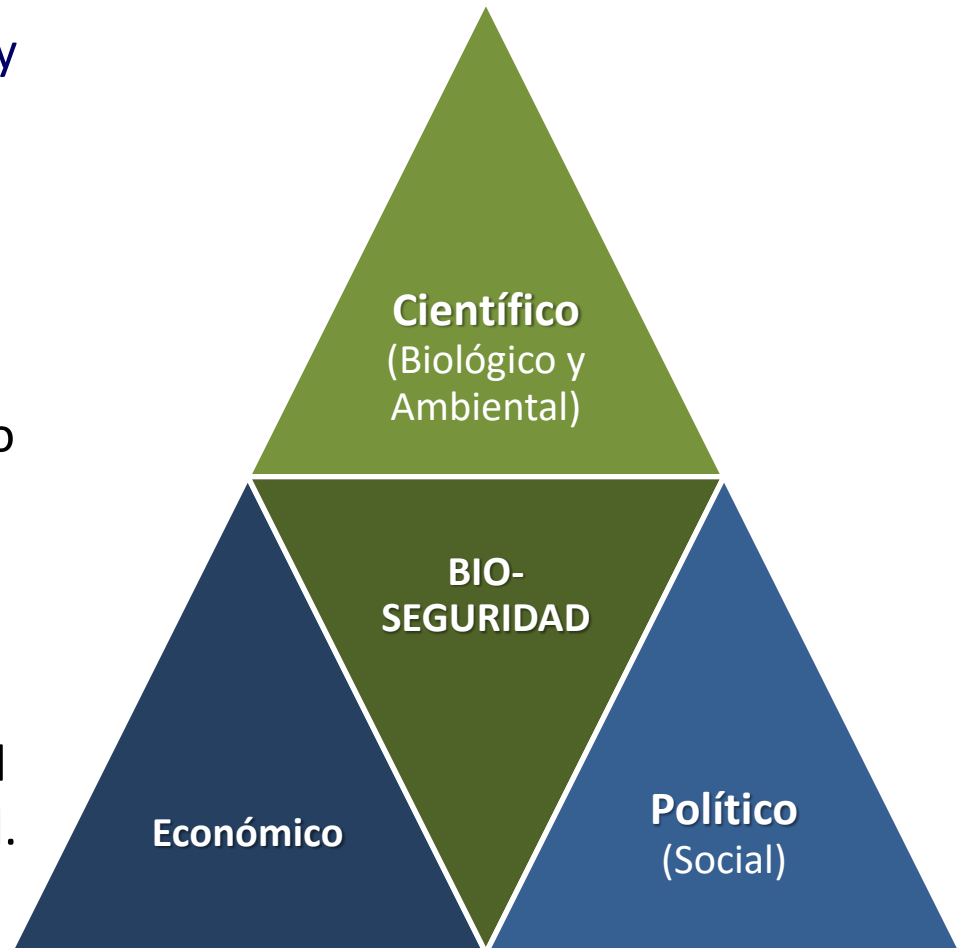 y
o
Científico
(Biológico y
Ambiental)
BIO-
SEGURIDAD
Económico
Político
(Social)